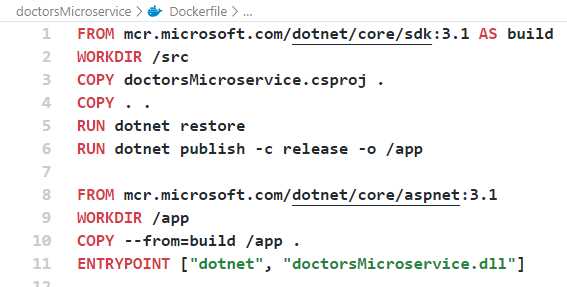 doctorsMicroservice > Dockerfile > ...
1 FROM mcr.microsoft.com/dotnet/core/sdk:3.1 AS build
2 WORKDIR /src
3 COPY doctorsMicroservice.csproj .
4 COPY . .
5 RUN dotnet restore
6 RUN dotnet publish -c release -o /app
7
8 FROM mcr.microsoft.com/dotnet/core/aspnet:3.1
9 WORKDIR /app
10 COPY --from=build /app .
11 ENTRYPOINT ["dotnet", "doctorsMicroservice.dll"]
12